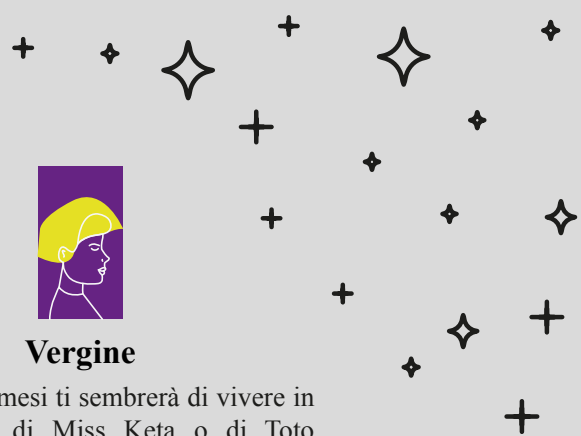 Vergine
mesi ti sembrerà di vivere in
di Miss Keta o di Toto